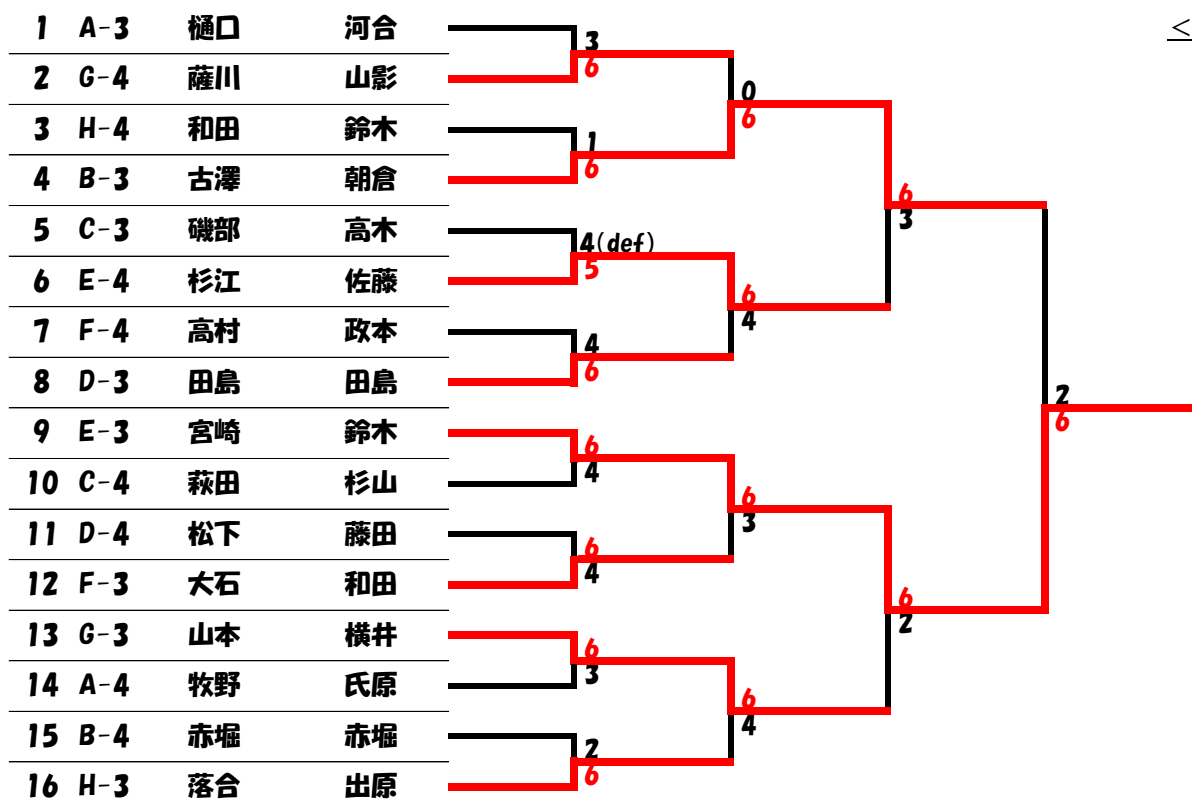 1 A-3 樋口 河合
3
<
2 G-4 薩川 山影
6
0
6
3 H-4 和田 鈴木
1
4 B-3 古澤 朝倉
6
6
3
5 C-3 磯部 高木
4(def)
6 E-4 杉江 佐藤
5
6
4
7 F-4 高村 政本
4
8 D-3 田島 田島
6
2
6
9 E-3 宮崎 鈴木
6
10 C-4 萩田 杉山
4
6
3
11 D-4 松下 藤田
6
12 F-3 大石 和田
4
6
2
13 G-3 山本 横井
6
14 A-4 牧野 氏原
3
6
4
15 B-4 赤堀 赤堀
2
16 H-3 落合 出原
6